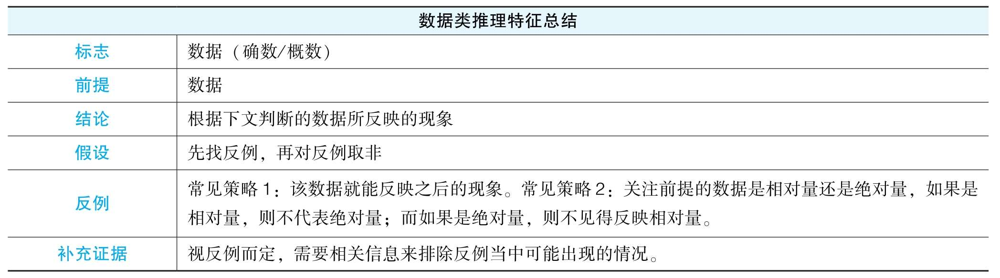 数据类推理特征总结
标志 数据（确数/概数）
前提 数据
结论 根据下文判断的数据所反映的现象
假设 先找反例，再对反例取非
反例 常见策略1：该数据就能反映之后的现象。常见策略2：关注前提的数据是相对量还是绝对量，如果是
相对量，则不代表绝对量；而如果是绝对量，则不见得反映相对量。
补充证据 视反例而定，需要相关信息来排除反例当中可能出现的情况。